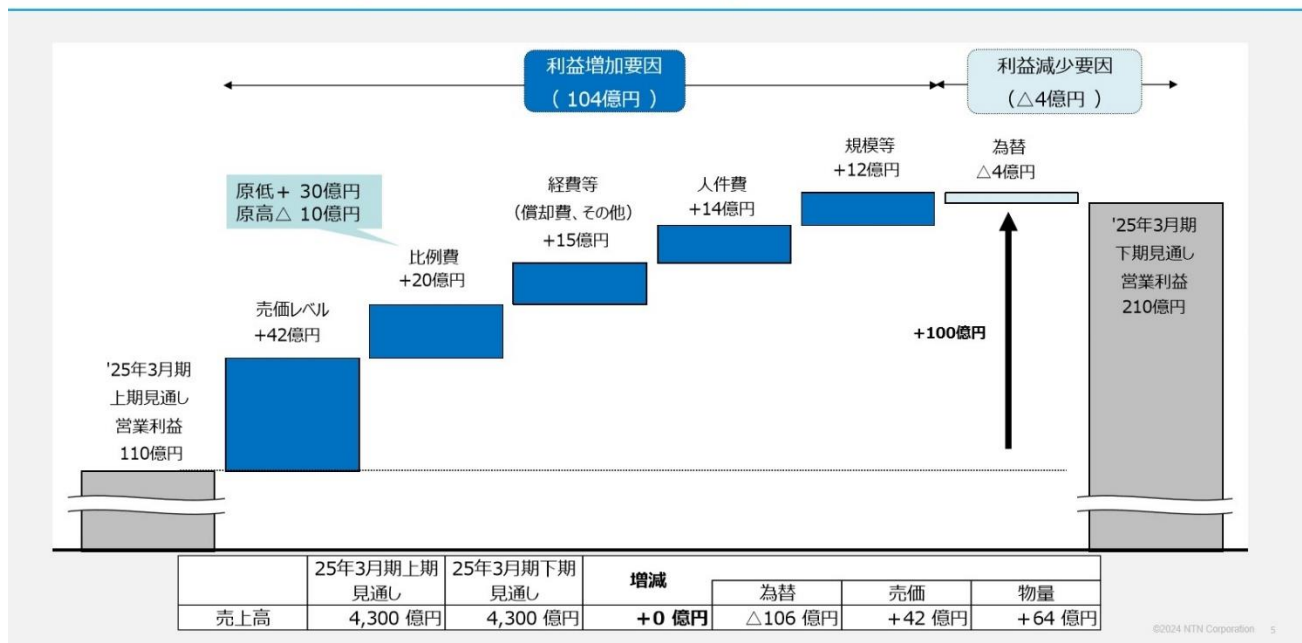 利益増加要因
（ 104億円 ）
利益減少要因
（△4億円 ）
規模等
+12億円
為替
△4億円
原低＋ 30億円
原高△ 10億円
経費等
（償却費、その他）
+15億円
人件費
+14億円
比例費
+20億円
'25年3月期
下期見通し
営業利益
210億円
売価レベル
+42億円
+100億円
'25年3月期
上期見通し
営業利益
110億円
25年3月期上期 25年3月期下期 増減
見通し 見通し 為替 売価 物量
売上高 4,300 億円 4,300 億円 +0 億円 △106 億円 +42 億円 +64 億円
©2024 NTN Corporation 5